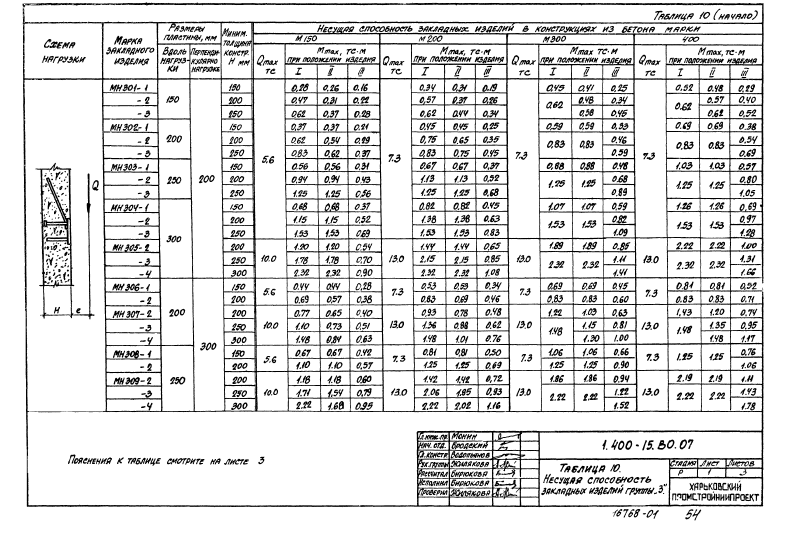 Таблица 10 (начало)
Схема нагрузки | Марка закладного изделия | Размеры пластины, мм | Миним. толщина констр. H мм | Несущая способность закладных изделий в конструкциях из бетона марки
М150 | М200 | М300 | 400
Вдоль нагрузки | Перпендикулярно нагрузке | Qmax тс | Mmax, тс·м | Qmax тс | Mmax, тс·м | Qmax тс | Mmax, тс·м | Qmax тс | Mmax, тс·м
при положении изделия | при положении изделия | при положении изделия | при положении изделия
I | II | III | I | II | III | I | II | III | I | II | III
МН301-1 | 150 | 200 | 150 | 5.6 | 0,28 | 0,26 | 0.16 | 7.3 | 0,34 | 0,31 | 0.19 | 7.3 | 0,45 | 0,41 | 0,25 | 7.3 | 0.52 | 0,48 | 0,29
-2 | 200 | 0,47 | 0,31 | 0,22 | 0,57 | 0,37 | 0,26 | 0,62 | 0,48 | 0,34 | 0,62 | 0,57 | 0,40
-3 | 250 | 0,62 | 0,37 | 0,28 | 0,62 | 0,44 | 0,34 | 0,58 | 0,45 | 0,62 | 0,52
МН302-1 | 200 | 150 | 0,37 | 0,37 | 0,21 | 0,45 | 0,45 | 0,25 | 0,59 | 0,59 | 0,33 | 0,69 | 0,69 | 0,38
-2 | 200 | 0,62 | 0,54 | 0,29 | 0,75 | 0,65 | 0,35 | 0,83 | 0,83 | 0,46 | 0,83 | 0,83 | 0,54
-3 | 250 | 0,83 | 0,62 | 0,37 | 0,83 | 0,75 | 0,45 | 0,59 | 0,69
МН303-1 | 250 | 150 | 0,56 | 0,56 | 0,31 | 0,67 | 0,67 | 0,37 | 0,88 | 0,88 | 0,48 | 1,03 | 1,03 | 0,57
-2 | 200 | 0,94 | 0,94 | 0,43 | 1,13 | 1,13 | 0,52 | 1,25 | 1,25 | 0,68 | 1,25 | 1,25 | 0,80
-3 | 250 | 1,25 | 1,25 | 0,56 | 1,25 | 1,25 | 0,68 | 0,89 | 1.05
МН304-1 | 300 | 150 | 0,68 | 0,68 | 0,37 | 0,82 | 0,82 | 0,45 | 1,07 | 1,07 | 0,59 | 1,26 | 1,26 | 0,69
-2 | 200 | 1,15 | 1,15 | 0,52 | 1,38 | 1,38 | 0,63 | 1.53 | 1.53 | 0,82 | 1.53 | 1.53 | 0,97
-3 | 250 | 1.53 | 1.53 | 0,69 | 1.53 | 1.53 | 0,83 | 1.09 | 1.28
МН305-2 | 200 | 10.0 | 1.20 | 1.20 | 0,54 | 13.0 | 1.44 | 1.44 | 0,65 | 13.0 | 1.89 | 1.89 | 0,85 | 13.0 | 2.22 | 2.22 | 1.00
-3 | 250 | 1.78 | 1.78 | 0,70 | 2.15 | 2.15 | 0,85 | 2.32 | 2.32 | 1.11 | 2.32 | 2.32 | 1.31
-4 | 300 | 2.32 | 2.32 | 0,90 | 2.32 | 2.32 | 1.08 | 1.41 | 1.66
МН306-1 | 200 | 300 | 150 | 5.6 | 0,44 | 0,44 | 0,28 | 7.3 | 0,53 | 0,53 | 0,34 | 7.3 | 0,69 | 0,69 | 0,45 | 7.3 | 0,81 | 0,81 | 0,52
-2 | 200 | 0,69 | 0,57 | 0,38 | 0,83 | 0,69 | 0,46 | 0,83 | 0,83 | 0,60 | 0,83 | 0,83 | 0,71
МН307-2 | 200 | 10.0 | 0,77 | 0,65 | 0,40 | 13.0 | 0,93 | 0,78 | 0,48 | 13.0 | 1,22 | 1,03 | 0,63 | 13.0 | 1,43 | 1,20 | 0,74
-3 | 250 | 1,10 | 0,73 | 0,51 | 1,36 | 0,88 | 0,62 | 1.48 | 1,15 | 0,81 | 1.48 | 1,35 | 0,95
-4 | 300 | 1.48 | 0,84 | 0,63 | 1.48 | 1.01 | 0,76 | 1.30 | 1.00 | 1.48 | 1.17
МН308-1 | 250 | 150 | 5.6 | 0,67 | 0,67 | 0,42 | 7.3 | 0,81 | 0,81 | 0,50 | 7.3 | 1,06 | 1.06 | 0,66 | 7.3 | 1,25 | 1.25 | 0,76
-2 | 200 | 1,10 | 1,10 | 0,57 | 1,25 | 1,25 | 0,69 | 1,25 | 1,25 | 0,90 | 1.06
МН309-2 | 200 | 10.0 | 1.18 | 1.18 | 0,60 | 13.0 | 1,42 | 1,42 | 0,72 | 13.0 | 1.86 | 1.86 | 0,94 | 13.0 | 2.19 | 2.19 | 1.11
-3 | 250 | 1,71 | 1,54 | 0,79 | 2,06 | 1,85 | 0,93 | 2.22 | 2.22 | 1.22 | 2.22 | 2.22 | 1.43
-4 | 300 | 2.22 | 1.68 | 0.95 | 2.22 | 2.02 | 1.16 | 1.52 | 1.78
Q
H e
Пояснения к таблице смотрите на листе 3
Гл. инж. пр. Монин
Нач. отд. Бродский
Гл. констр. Водопьянов
Рук. группы Жилякова
Рассчитал Бирюкова
Исполнил Бирюкова
Проверил Жилякова
1.400-15.В0.07
Таблица 10.
Несущая способность закладных изделий группы „3”
Стадия | Лист | Листов
Р | 1 | 3
Харьковский
Промстройниипроект
16768-01 54